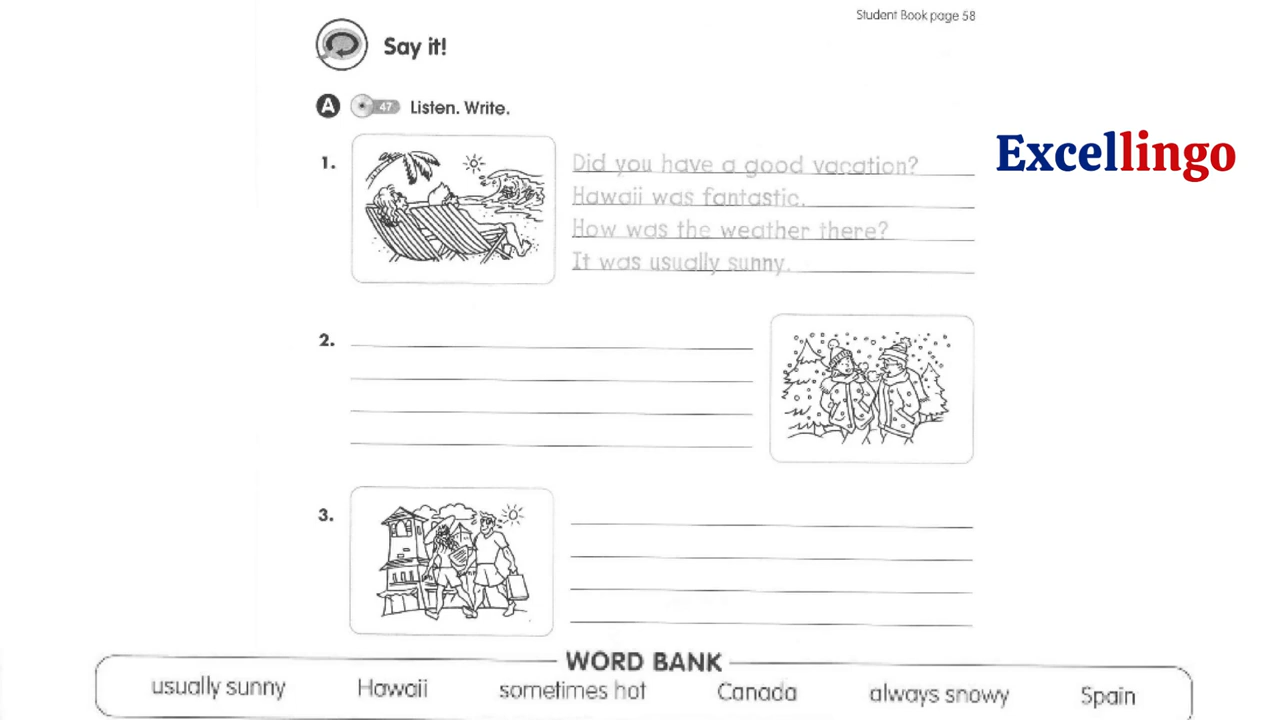 Student Book page 58
Say it!
A 47 Listen. Write.
Excellingo
1.
Did you have a good vacation?
Hawaii was fantastic.
How was the weather there?
It was usually sunny.
2.
3.
WORD BANK
usually sunny Hawaii sometimes hot Canada always snowy Spain